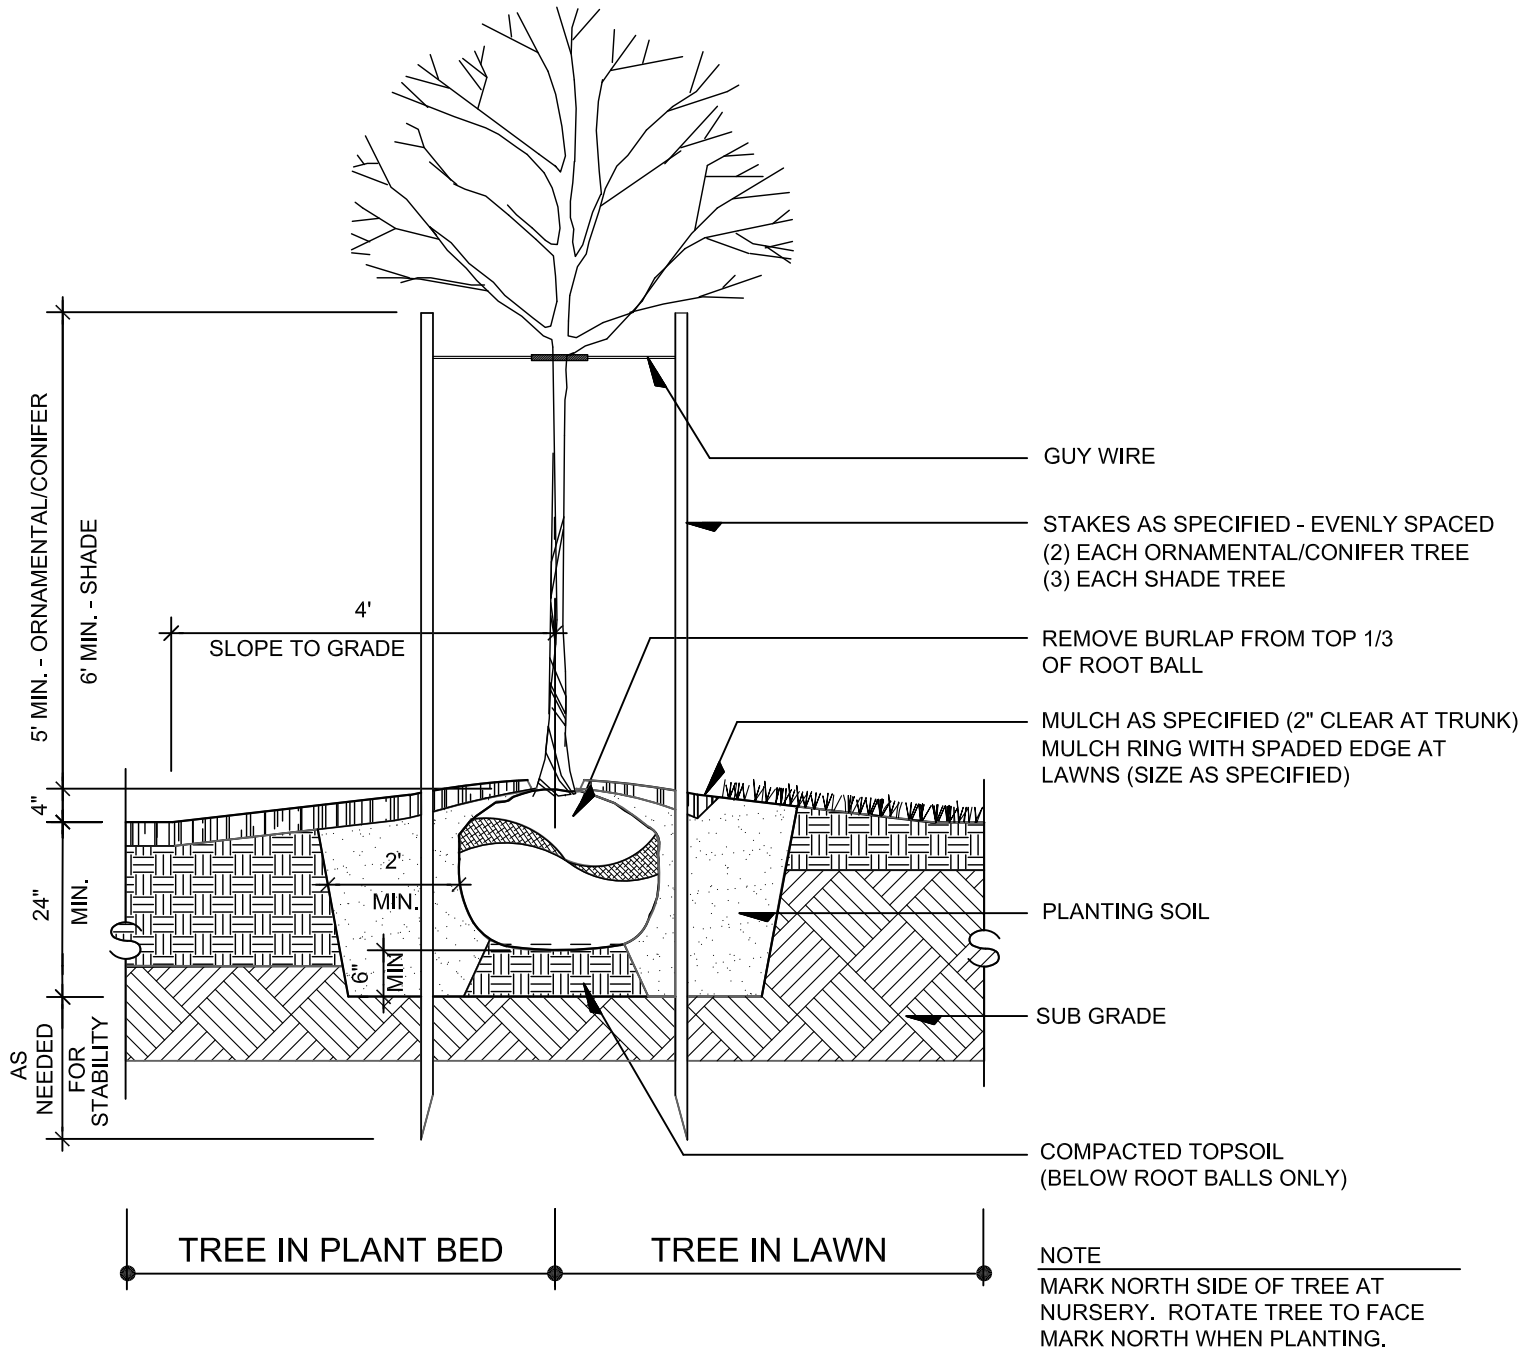 GUY WIRE
STAKES AS SPECIFIED - EVENLY SPACED
(2) EACH ORNAMENTAL/CONIFER TREE
(3) EACH SHADE TREE
REMOVE BURLAP FROM TOP 1/3
OF ROOT BALL
MULCH AS SPECIFIED (2" CLEAR AT TRUNK)
MULCH RING WITH SPADED EDGE AT
LAWNS (SIZE AS SPECIFIED)
PLANTING SOIL
SUB GRADE
COMPACTED TOPSOIL
(BELOW ROOT BALLS ONLY)
5' MIN. - ORNAMENTAL/CONIFER
6' MIN. - SHADE
4'
SLOPE TO GRADE
4"
24"
MIN.
2'
MIN.
6"
MIN
AS
NEEDED
FOR
STABILITY
TREE IN PLANT BED
TREE IN LAWN
NOTE
MARK NORTH SIDE OF TREE AT
NURSERY. ROTATE TREE TO FACE
MARK NORTH WHEN PLANTING.